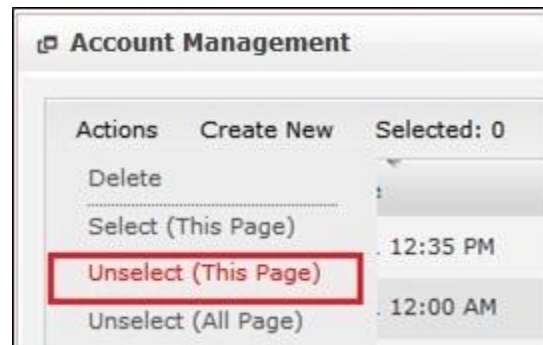 Account Management
Actions Create New Selected: 0
Delete
Select (This Page)
12:35 PM
Unselect (This Page)
12:00 AM
Unselect (All Page)